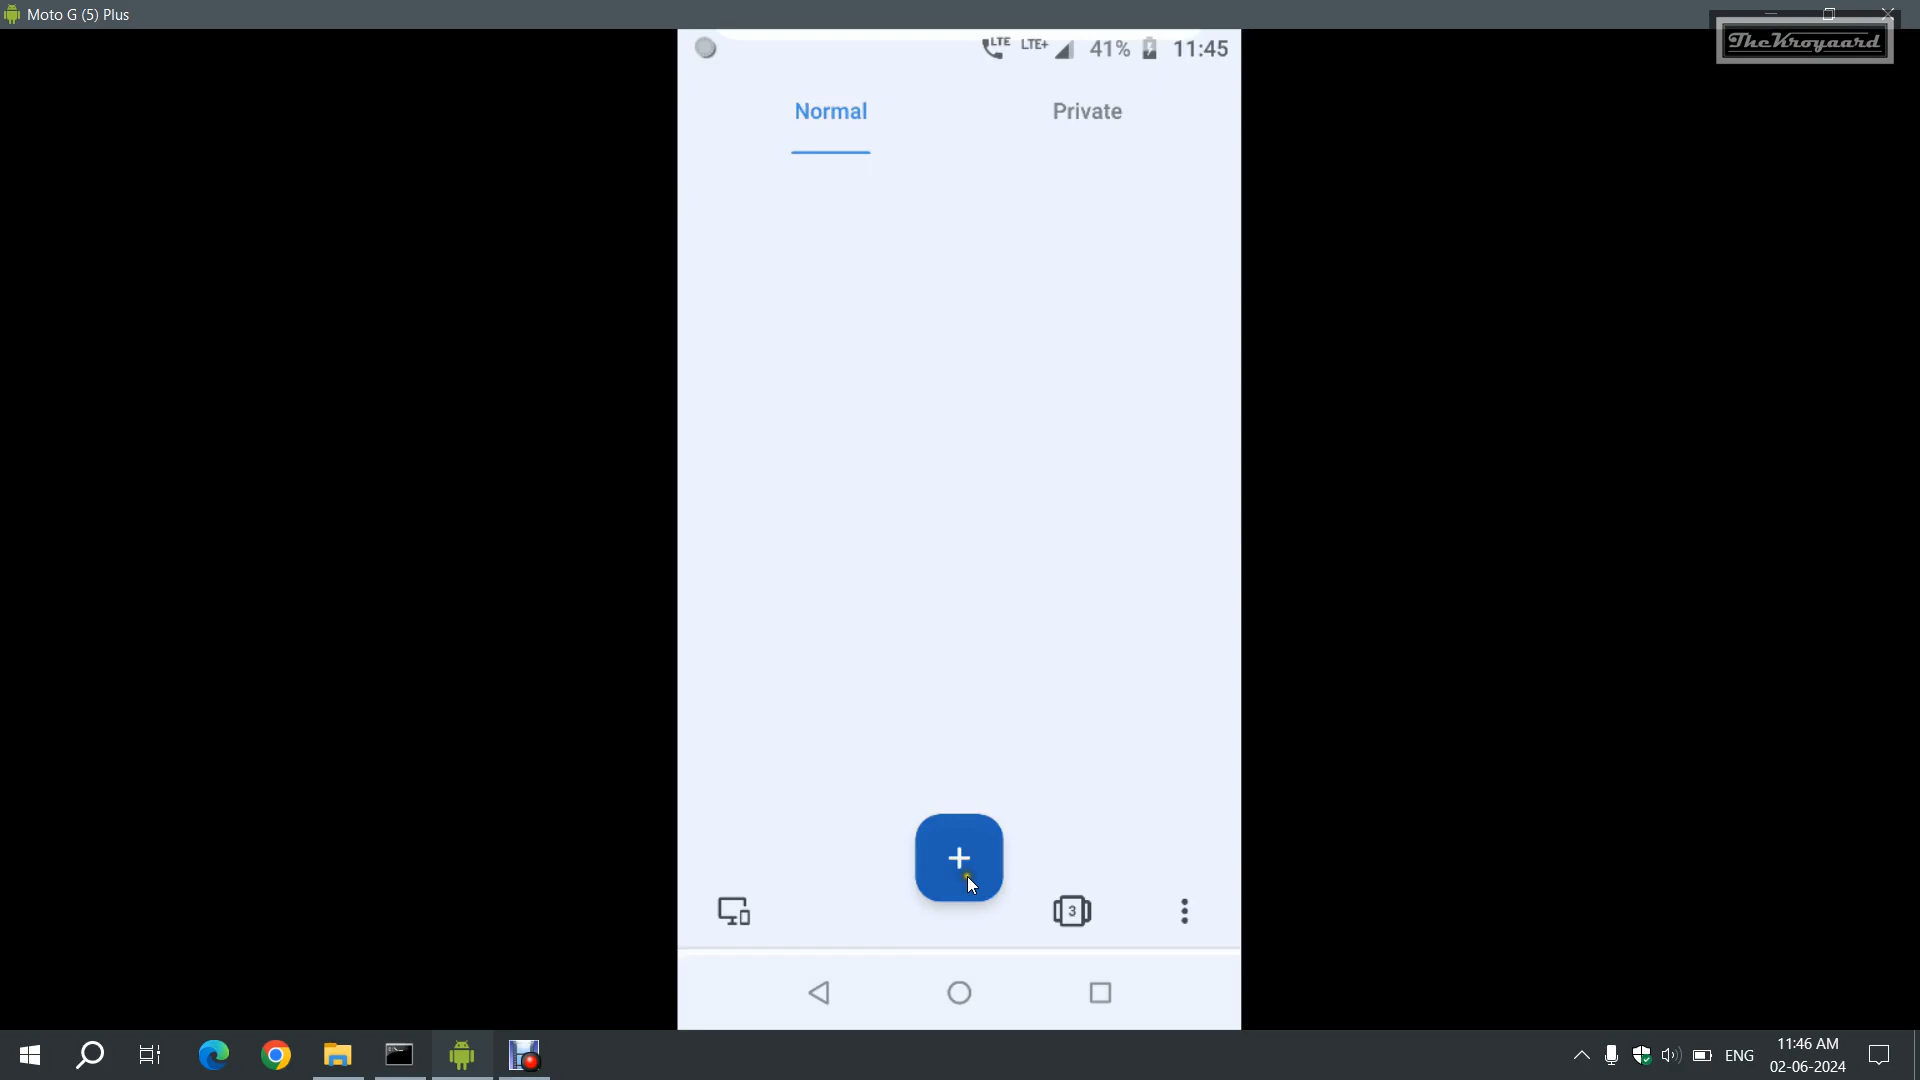 Moto G (5) Plus
TheKroyaard
LTE LTE+ 41% 11:45
Normal Private
3
ENG
11:46 AM
02-06-2024